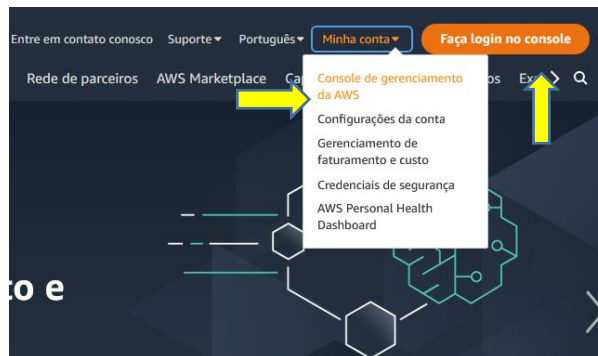 Entre em contato conosco Suporte Português Minha conta Faça login no console
Rede de parceiros AWS Marketplace
Console de gerenciamento
da AWS
Configurações da conta
Gerenciamento de
faturamento e custo
Credenciais de segurança
AWS Personal Health
Dashboard
o e